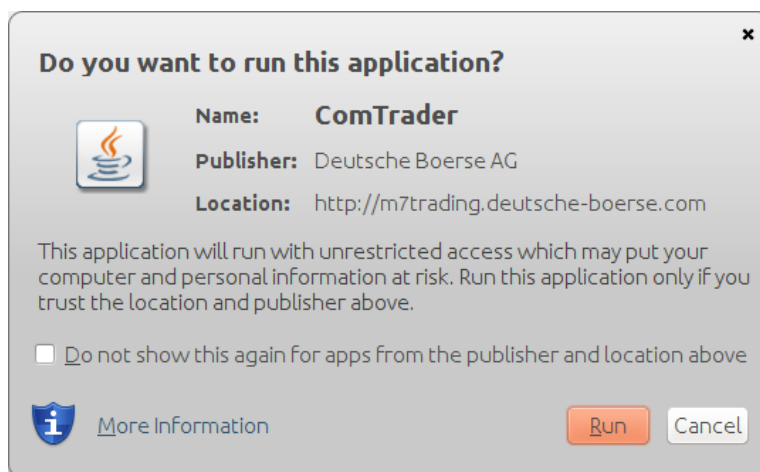 Do you want to run this application?
Name: ComTrader
Publisher: Deutsche Boerse AG
Location: http://m7trading.deutsche-boerse.com
This application will run with unrestricted access which may put your
computer and personal information at risk. Run this application only if you
trust the location and publisher above.
Do not show this again for apps from the publisher and location above
More Information
Run Cancel